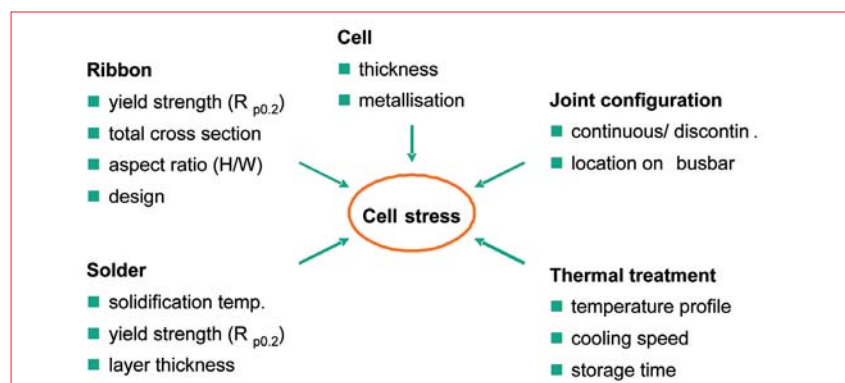 Cell
thickness
metallisation
Ribbon
yield strength (R p0.2)
total cross section
aspect ratio (H/W)
design
Joint configuration
continuous/ discontin .
location on busbar
Cell stress
Solder
solidification temp.
yield strength (R p0.2)
layer thickness
Thermal treatment
temperature profile
cooling speed
storage time